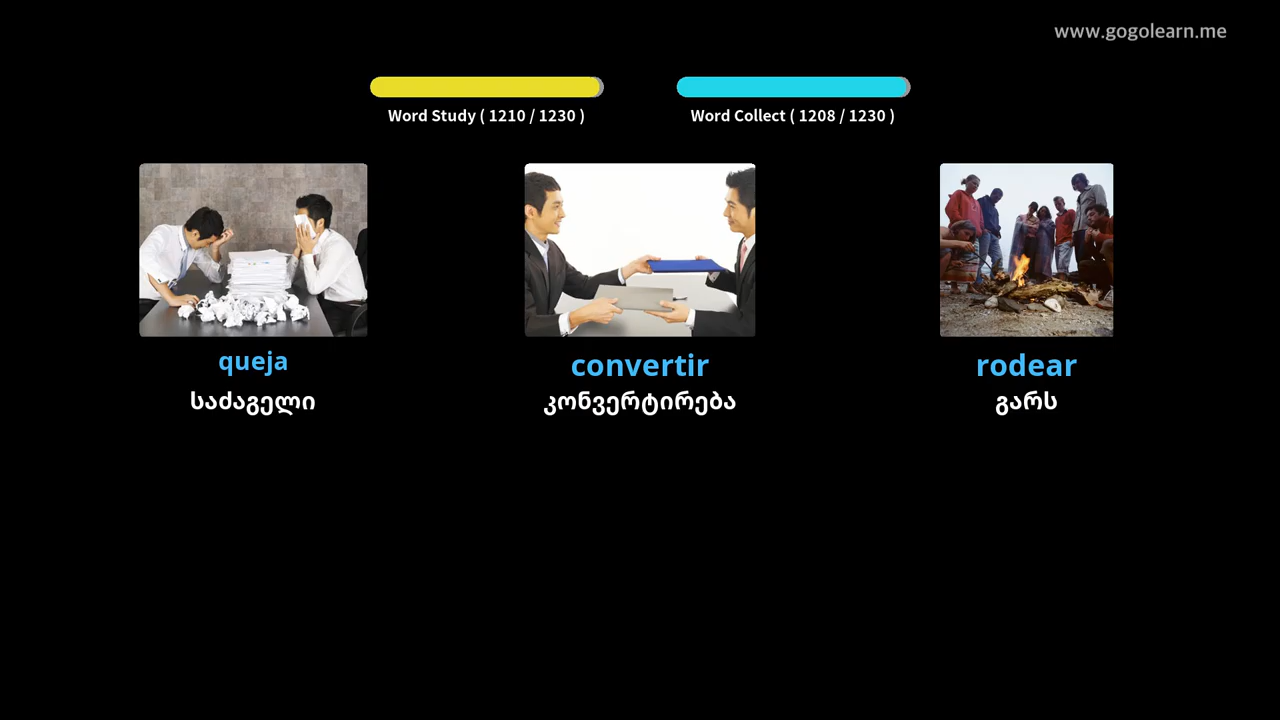 www.gogolearn.me
Word Study ( 1210 / 1230 )
Word Collect ( 1208 / 1230 )
queja
საძაგელი
convertir
კონვერტირება
rodear
გარს